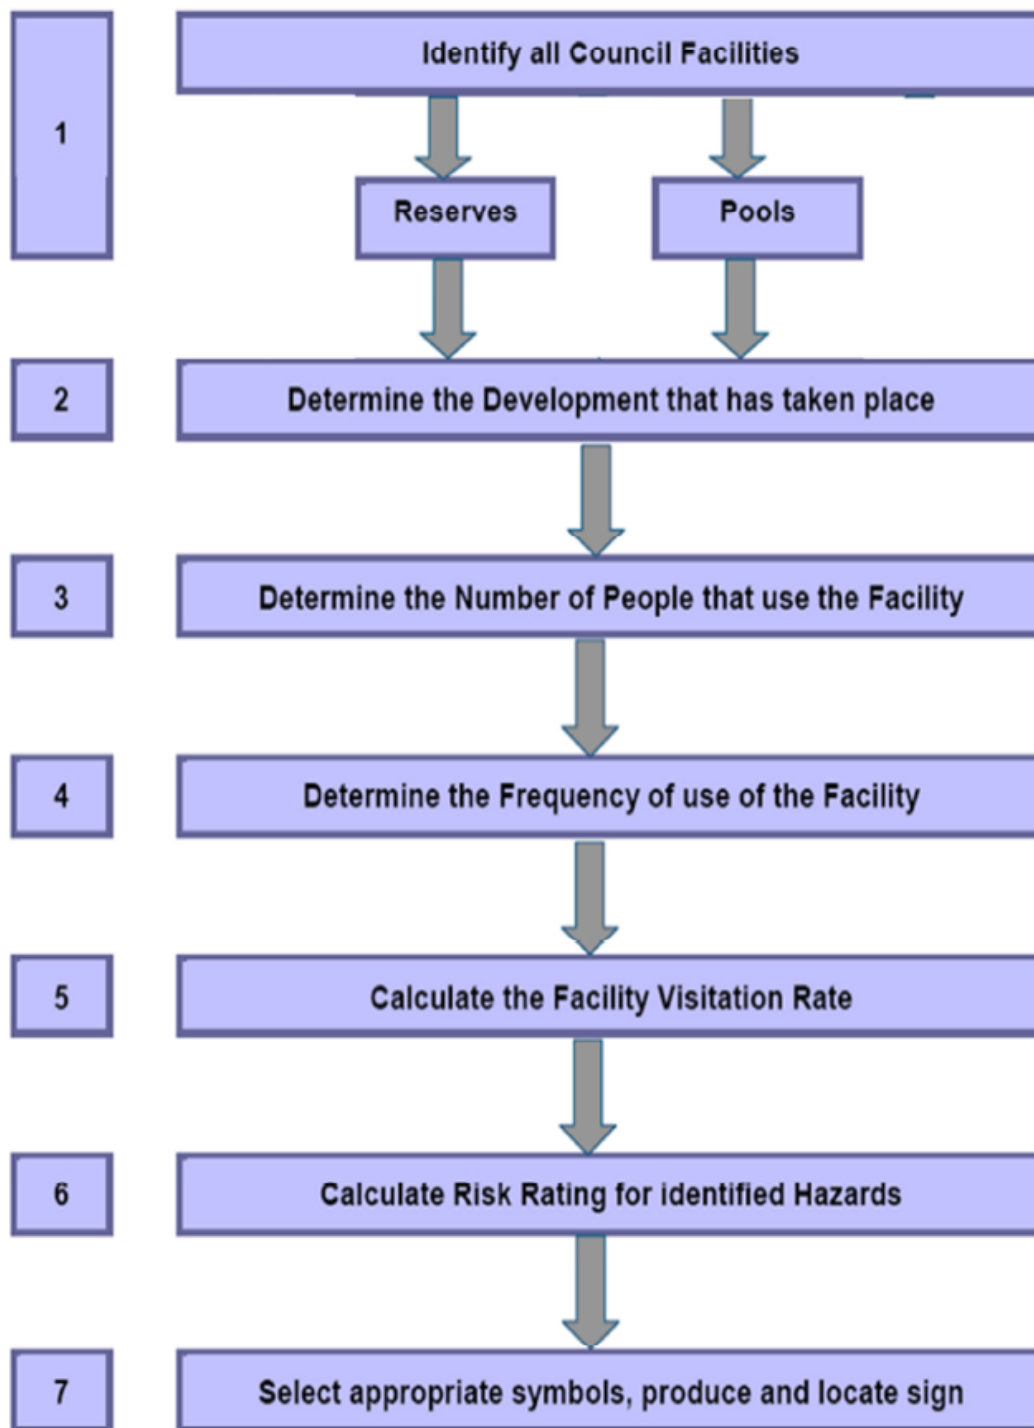 1
Identify all Council Facilities
Reserves
Pools
2
Determine the Development that has taken place
3
Determine the Number of People that use the Facility
4
Determine the Frequency of use of the Facility
5
Calculate the Facility Visitation Rate
6
Calculate Risk Rating for identified Hazards
7
Select appropriate symbols, produce and locate sign